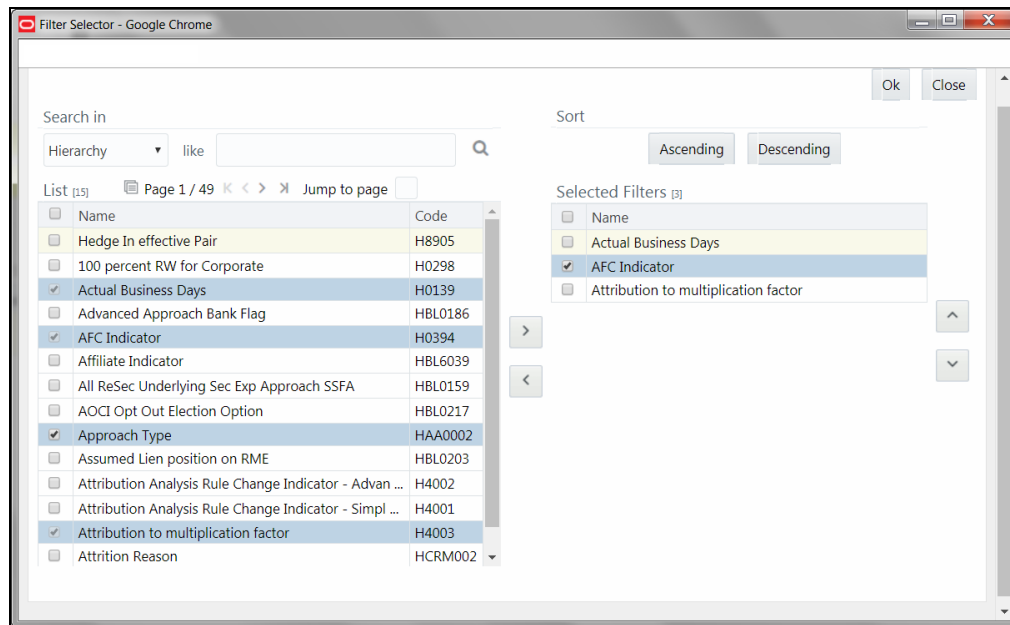 Filter Selector - Google Chrome
Ok Close
Search in
Hierarchy like
List [15] Page 1 / 49 Jump to page
Name Code
Hedge In effective Pair H8905
100 percent RW for Corporate H0298
Actual Business Days H0139
Advanced Approach Bank Flag HBL0186
AFC Indicator H0394
Affiliate Indicator HBL6039
All ReSec Underlying Sec Exp Approach SSFA HBL0159
AOCI Opt Out Election Option HBL0217
Approach Type HAA0002
Assumed Lien position on RME HBL0203
Attribution Analysis Rule Change Indicator - Advan ... H4002
Attribution Analysis Rule Change Indicator - Simpl ... H4001
Attribution to multiplication factor H4003
Attrition Reason HCRM002
Sort
Ascending Descending
Selected Filters [3]
Name
Actual Business Days
AFC Indicator
Attribution to multiplication factor